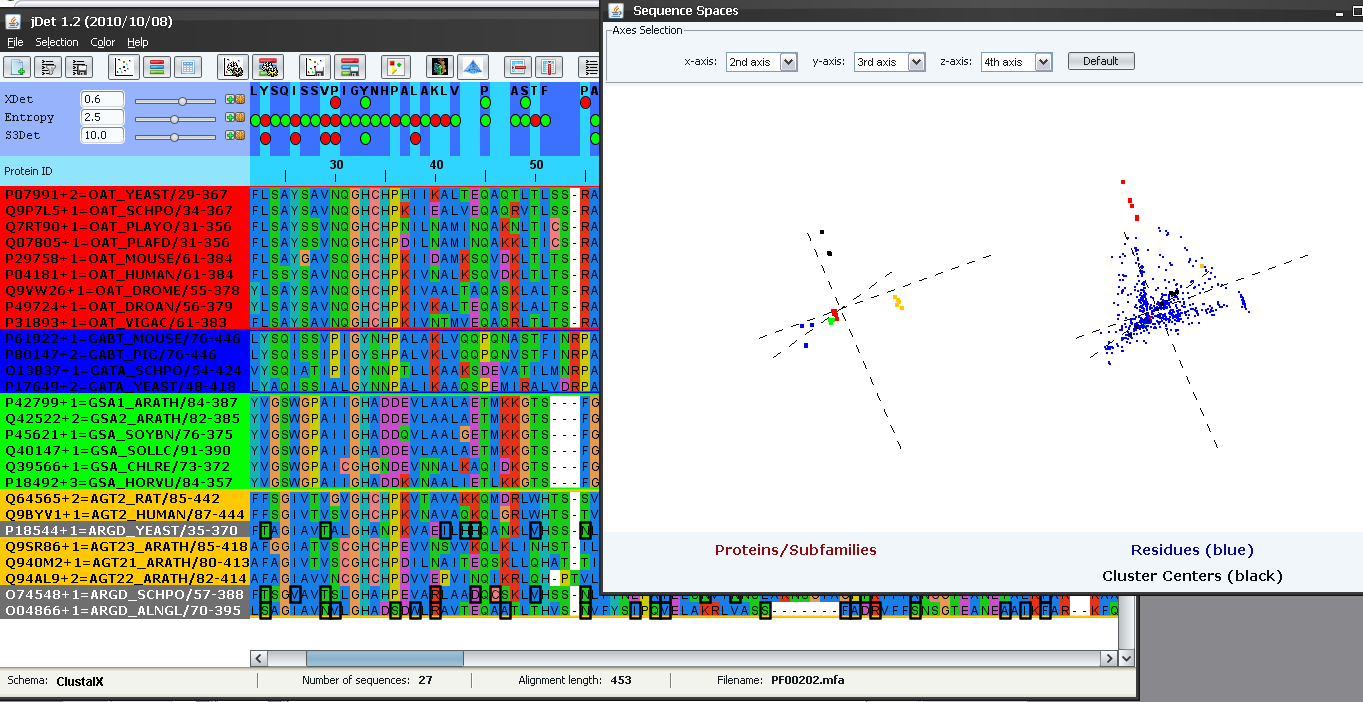 jDet 1.2 (2010/10/08)
File Selection Color Help
XDet 0.6
Entropy 2.5
S3Det 10.0
LYSQISSVPIGYNHPALAKLV P ASTF PA
Protein ID
30 40 50
P07991+2=OAT_YEAST/29-367 FLSAYSAVNQGHCHPHIIKALTEQAQTLTLSS-RA
Q9P7L5+1=OAT_SCHPO/34-367 FLSAYSSVNQGHCHPKIIEALVEQAQRVTLSS-RA
Q7RT90+1=OAT_PLAYO/31-356 FLSAYSSVNQGHCHPNILNAMINQAKNLTICS-RA
Q07805+1=OAT_PLAFD/31-356 FLSAYSSVNQGHCHPDILNAMINQAKKLTICS-RA
P29758+1=OAT_MOUSE/61-384 FLSAYGAVSQGHCHPKIIDAMKSQVDKLTLTS-RA
P04181+1=OAT_HUMAN/61-384 FLSSYSAVNQGHCHPKIVNALKSQVDKLTLTS-RA
Q9VW26+1=OAT_DROME/55-378 YLSAYSAVNQGHCHPKIVAALTAQASKLALTS-RA
P49724+1=OAT_DROAN/56-379 YLSAYSAVNQGHCHPKIVKALTEQASKLALTS-RA
P31893+1=OAT_VIGAC/61-383 FLSAYSAVNQGHCHPKIVNTMVEQAQRLTLTS-RA
P61922+1=GABT_MOUSE/76-446 LYSQISSVPIGYNHPALAKLVQQPQNASTFINRPA
P80147+2=GABT_PIG/76-446 LYSQISSVPIGYSHPALLKLIQQPQNVSTFINRPA
O13837+1=GATA_SCHPO/54-424 LYSQIATIPIGYNNPTLLKAAKSDEVATILMNRPA
P17649+2=GATA_YEAST/48-418 LYAQISSIALGYNNPALIKAAQSPEMIRALVDRPA
P42799+1=GSA1_ARATH/84-387 YVGSWGPAIIGHADDEVLAALAETMKKGTS---FG
Q42522+2=GSA2_ARATH/82-385 YVGSWGPAIIGHADDEVLAALAETMKKGTS---FG
P45621+1=GSA_SOYBN/76-375 YVGSWGPAIIGHADDQVLAALGETMKKGTS---FG
Q40147+1=GSA_SOLLC/91-390 YVGSWGPAIIGHADDEVLAALAETMKKGTS---FG
Q39566+1=GSA_CHLRE/73-372 YVGSWGPAICGHGNDEVNNALKAQIDKGTS---FG
P18492+3=GSA_HORVU/84-357 YVGSWGPAIIGHADDKVNAALIETLKKGTS---FG
Q64565+2=AGT2_RAT/85-442 FFSGIVTVGVGHCHPKVTAVAKKQMDRLWHTS-SV
Q9BYV1+1=AGT2_HUMAN/87-444 FFSGIVTVSVGHCHPKVNAVAQKQLGRLWHTS-TV
P18544+1=ARGD_YEAST/35-370 FTAGIAVTALGHANPKVAEILHHQANKLVHSS-NL
Q9SR86+1=AGT23_ARATH/85-418 AFGGIATVSCGHCHPEVVNSVVKQLKLINHST-IL
Q940M2+1=AGT21_ARATH/80-413 AFAGIVTVSCGHCHPDILNAITEQSKLLQHAT-TI
Q94AL9+2=AGT22_ARATH/82-414 AFAGIAVVNCGHCHPDVVEPVINQIKRLQH-PTVL
O74548+1=ARGD_SCHPO/57-388 FTSGVAVTSLGHAHPEVARLAADQCSKLVHSS-NL
O04866+1=ARGD_ALNGL/70-395 LSAGIAVNVLGHADSDWLRAVTEQAATLTHVS-NVFYSIPQVELAKRLVASS-------FADRVFFSNSGTEANEAAIKFAR--KFQ
Schema: ClustalX Number of sequences: 27 Alignment length: 453 Filename: PF00202.mfa
Sequence Spaces
Axes Selection
x-axis: 2nd axis y-axis: 3rd axis z-axis: 4th axis Default
Proteins/Subfamilies
Residues (blue)
Cluster Centers (black)